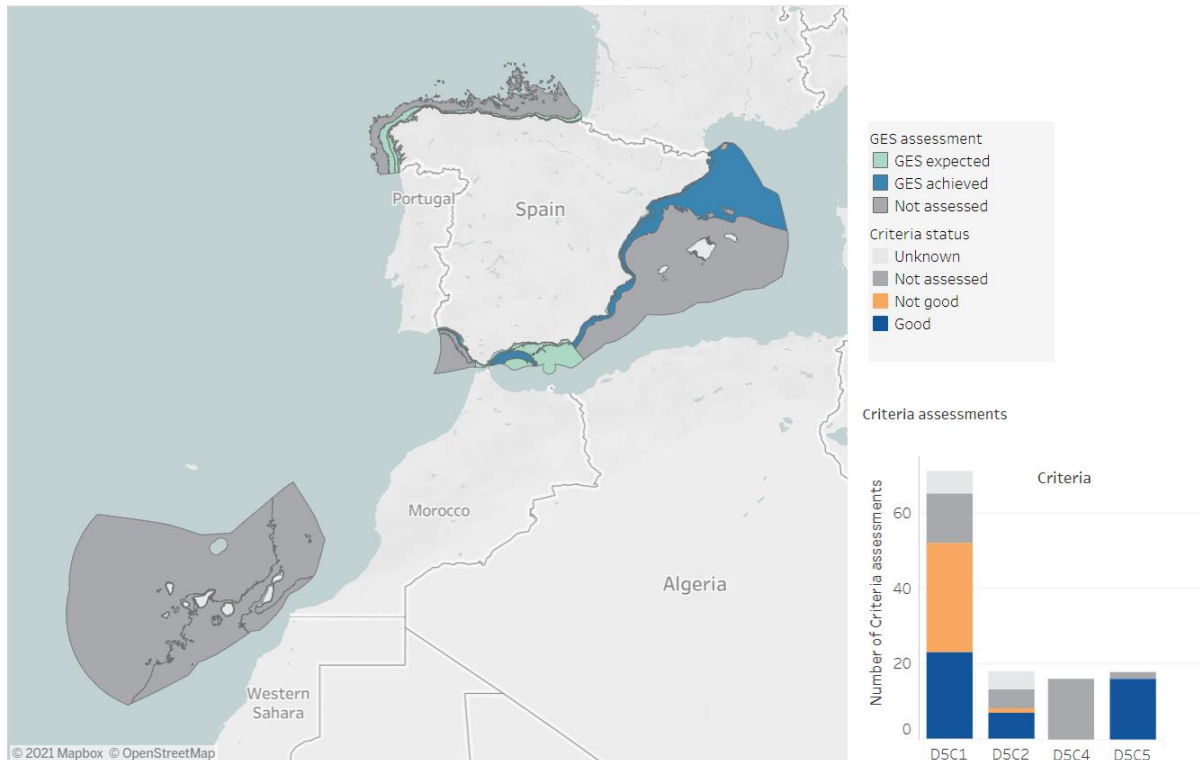 Portugal
Spain
Morocco
Algeria
Western
Sahara
© 2021 Mapbox © OpenStreetMap
GES assessment
GES expected
GES achieved
Not assessed
Criteria status
Unknown
Not assessed
Not good
Good
Criteria assessments
Criteria
Number of Criteria assessments
60
40
20
0
D5C1 D5C2 D5C4 D5C5